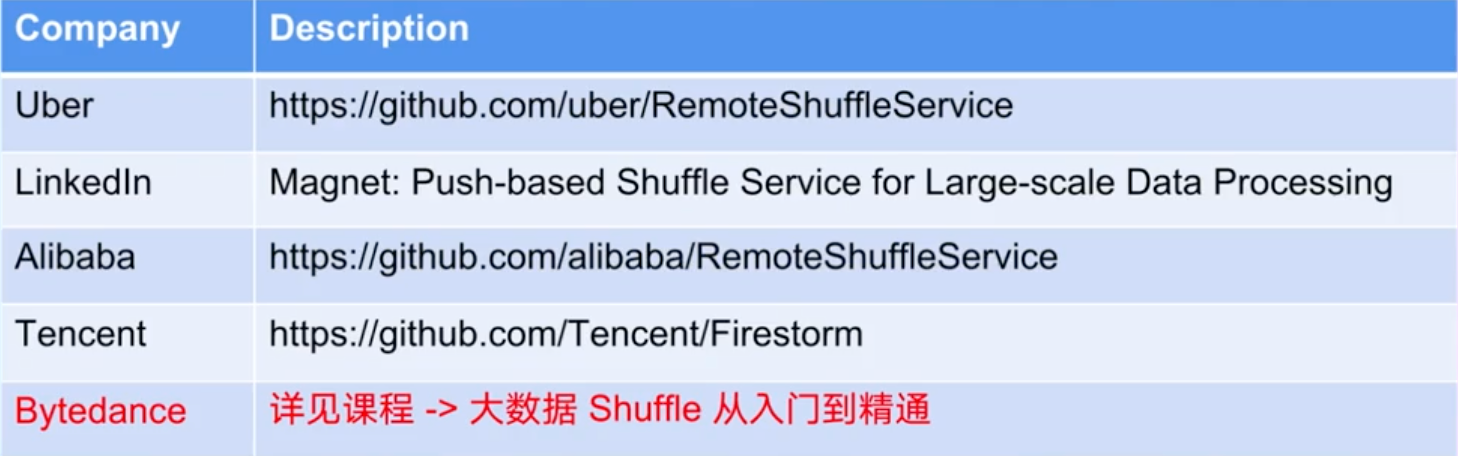 Company Description
Uber https://github.com/uber/RemoteShuffleService
LinkedIn Magnet: Push-based Shuffle Service for Large-scale Data Processing
Alibaba https://github.com/alibaba/RemoteShuffleService
Tencent https://github.com/Tencent/Firestorm
Bytedance 详见课程 -> 大数据 Shuffle 从入门到精通